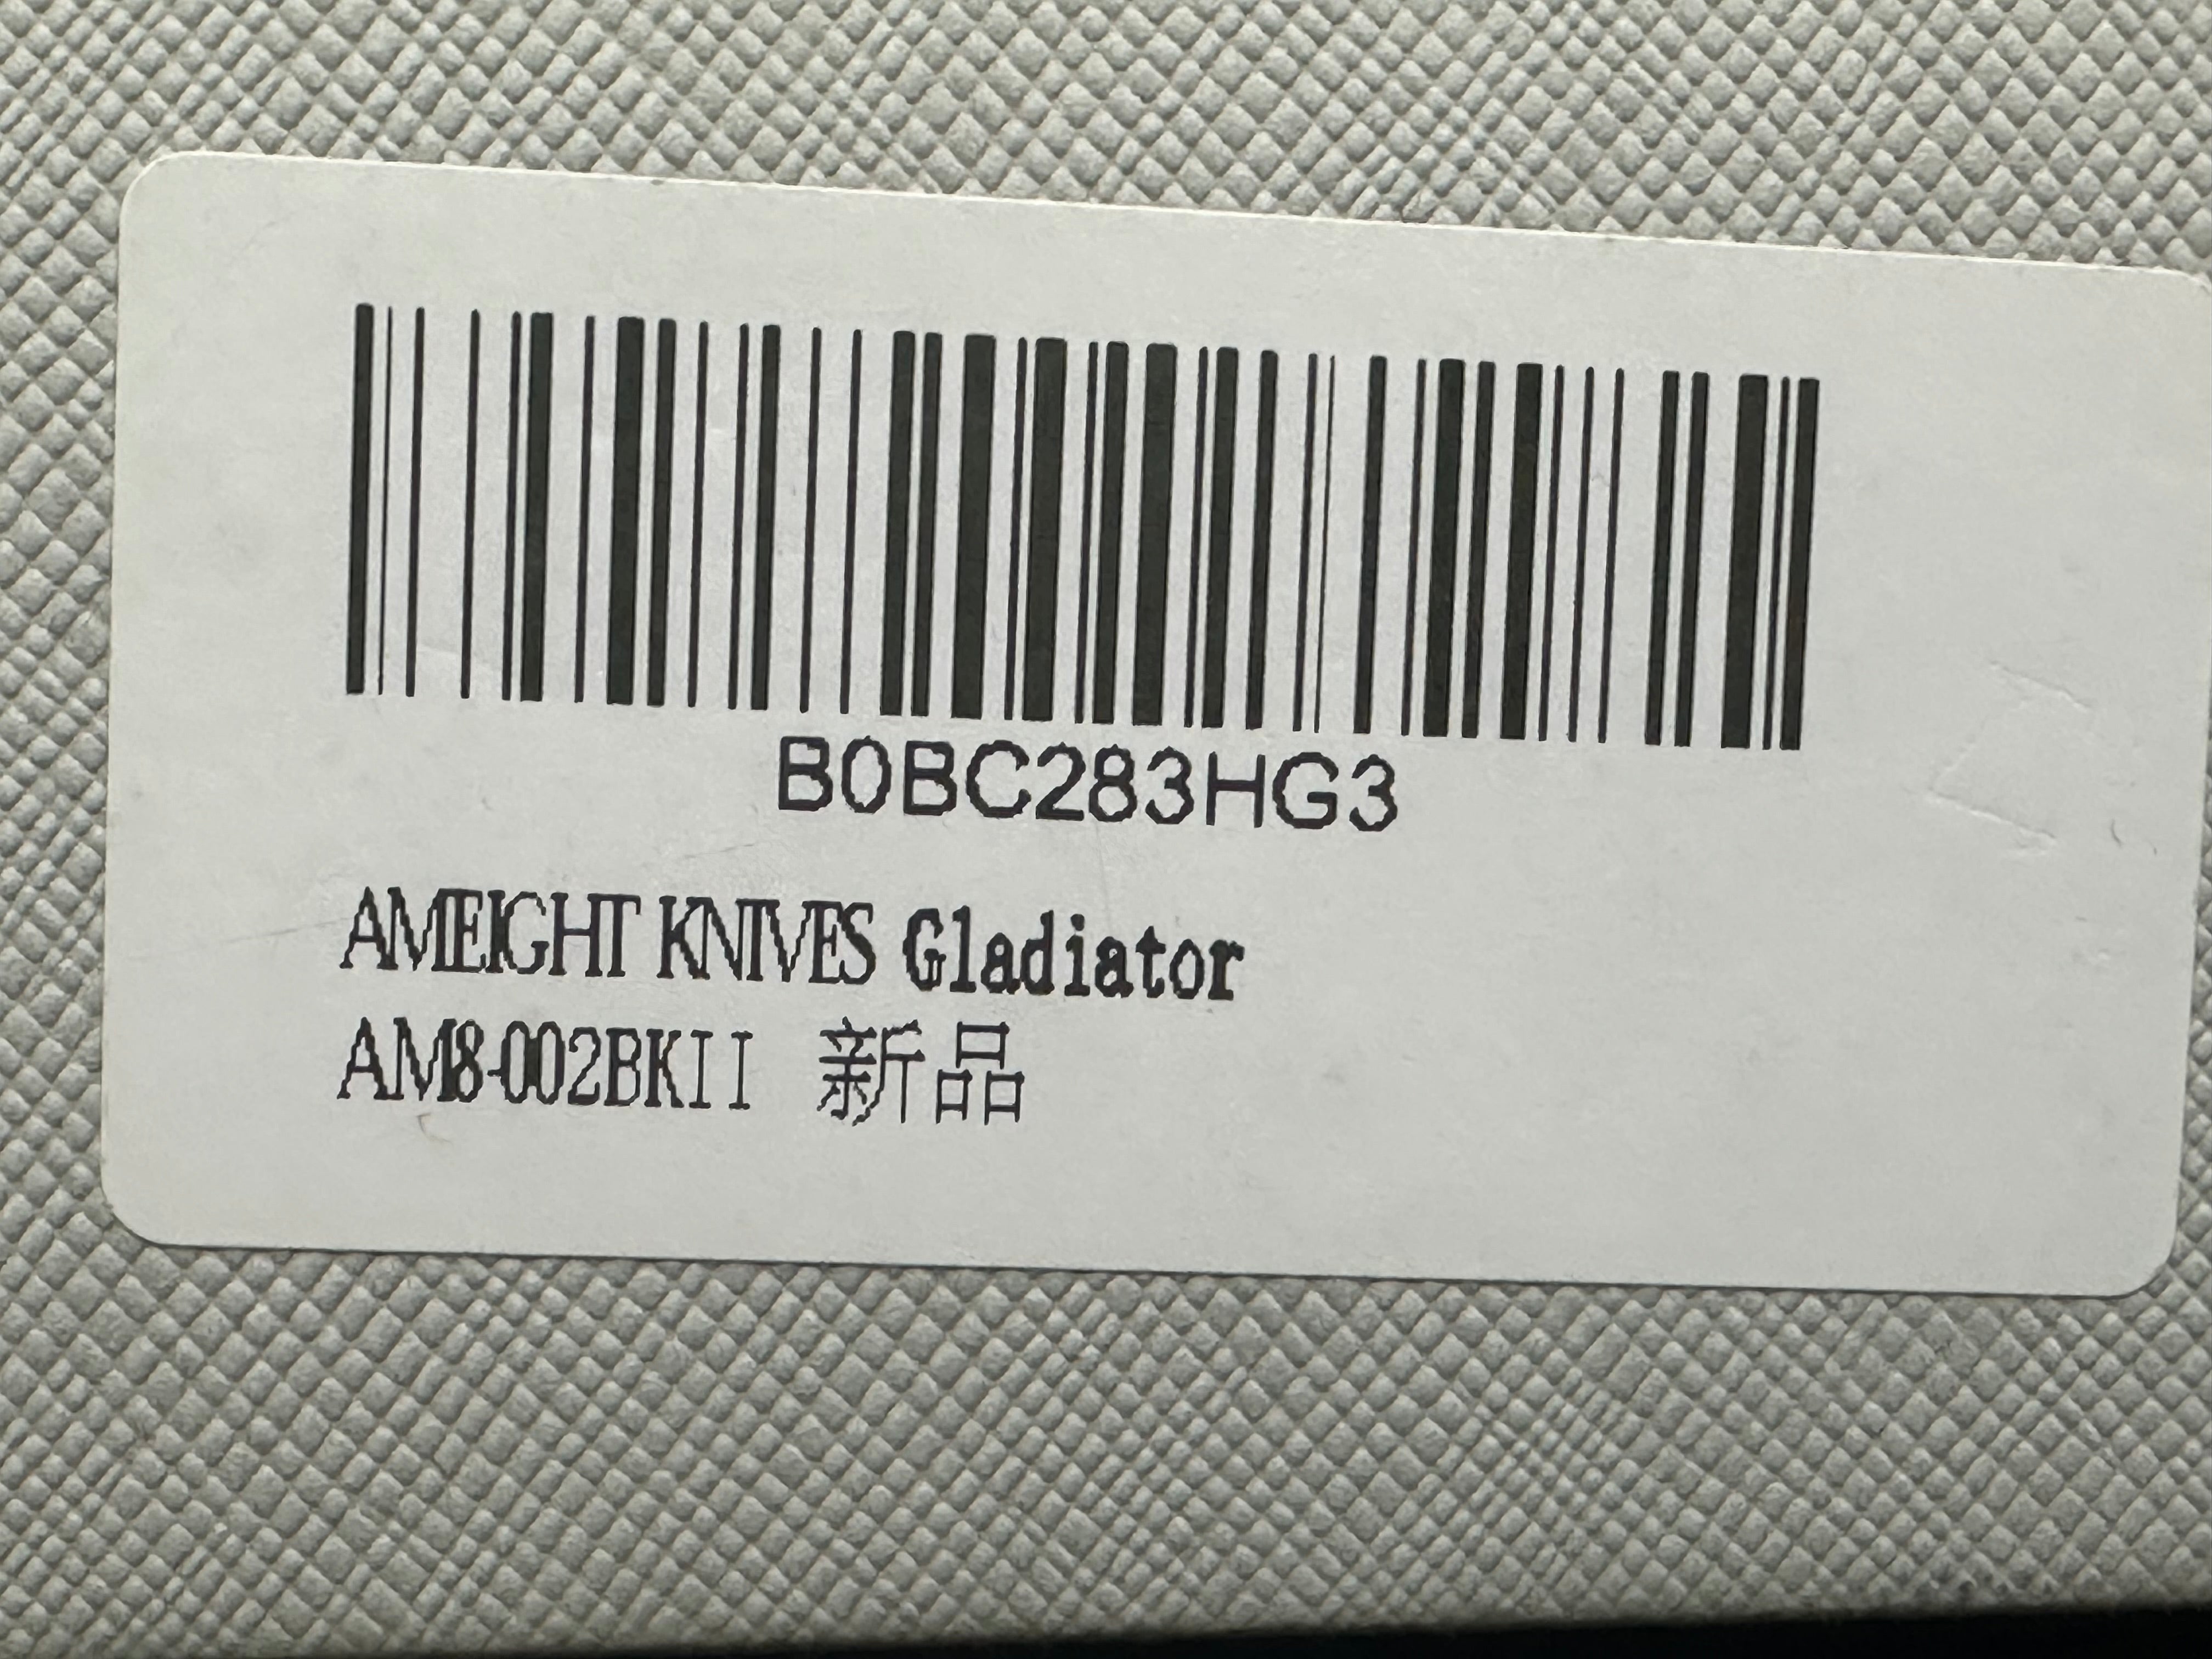 B0BC283HG3
AMEIGHT KNIVES Gladiator
AM8-002BKII 新品